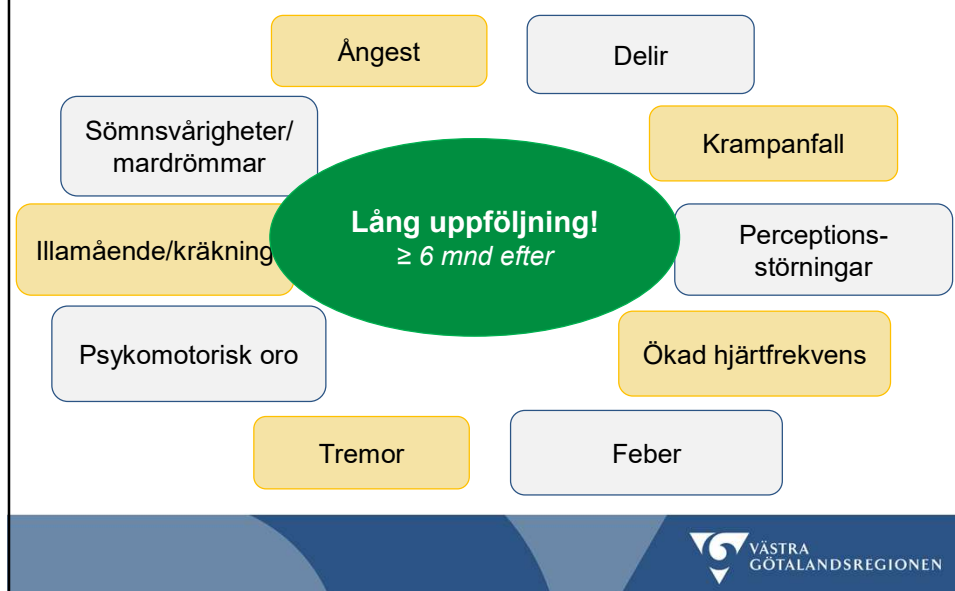 Ångest
Delir
Sömnsvårigheter/
mardrömmar
Krampanfall
Lång uppföljning!
≥ 6 mnd efter
Illamående/kräkning
Perceptions-
störningar
Psykomotorisk oro
Ökad hjärtfrekvens
Tremor
Feber
VÄSTRA
GÖTALANDSREGIONEN